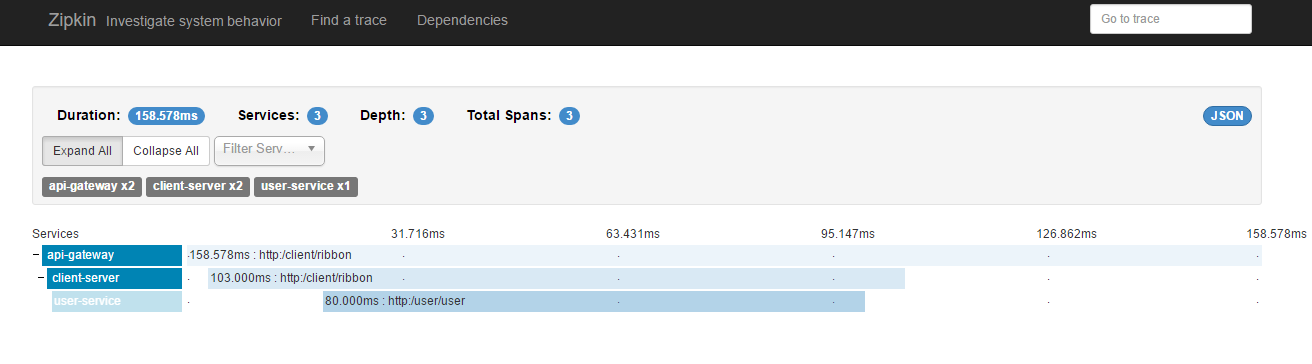 Zipkin Investigate system behavior Find a trace Dependencies Go to trace
Duration: 158.578ms Services: 3 Depth: 3 Total Spans: 3 JSON
Expand All Collapse All Filter Serv...
api-gateway x2 client-server x2 user-service x1
Services 31.716ms 63.431ms 95.147ms 126.862ms 158.578ms
− api-gateway 158.578ms : http:/client/ribbon
− client-server 103.000ms : http:/client/ribbon
user-service 80.000ms : http:/user/user